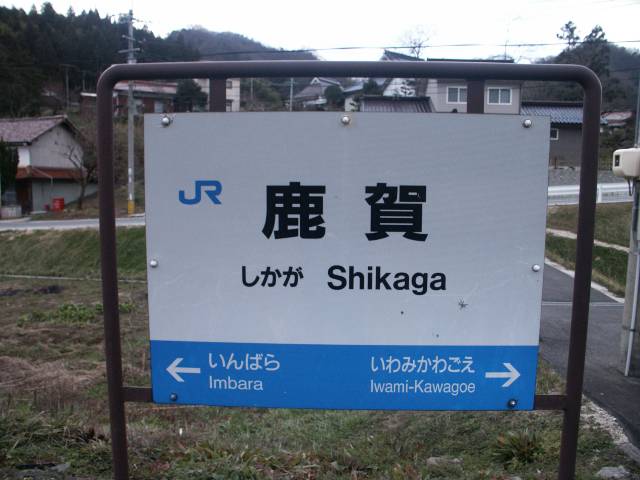 JR 鹿賀
しかが Shikaga
← いんばら いわみかわごえ →
Imbara Iwami-Kawagoe